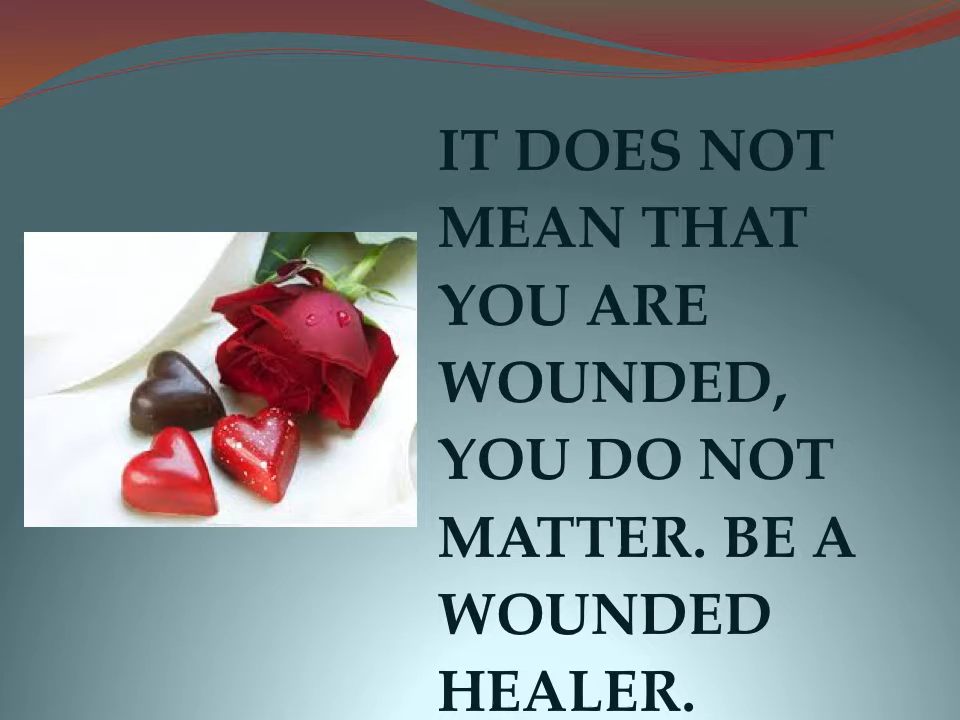 IT DOES NOT
MEAN THAT
YOU ARE
WOUNDED,
YOU DO NOT
MATTER. BE A
WOUNDED
HEALER.